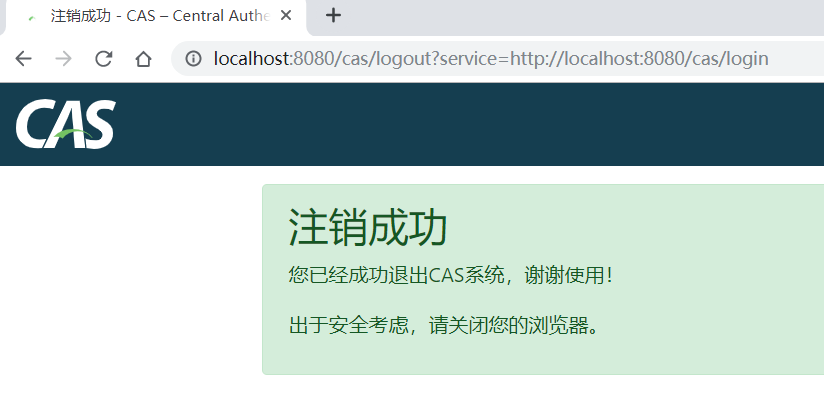 注销成功 - CAS – Central Authe
localhost:8080/cas/logout?service=http://localhost:8080/cas/login
CAS
注销成功
您已经成功退出CAS系统，谢谢使用！
出于安全考虑，请关闭您的浏览器。